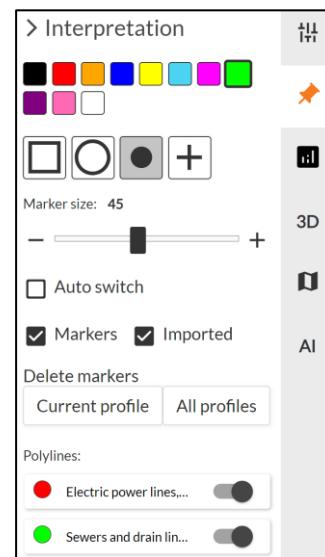 > Interpretation
Marker size: 45
Auto switch
Markers Imported
Delete markers
Current profile All profiles
Polylines:
Electric power lines,...
Sewers and drain lin...
3D
AI